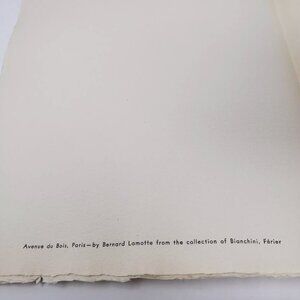 Avenue du Bois, Paris—by Bernard Lamotte from the collection of Bianchini, Férier